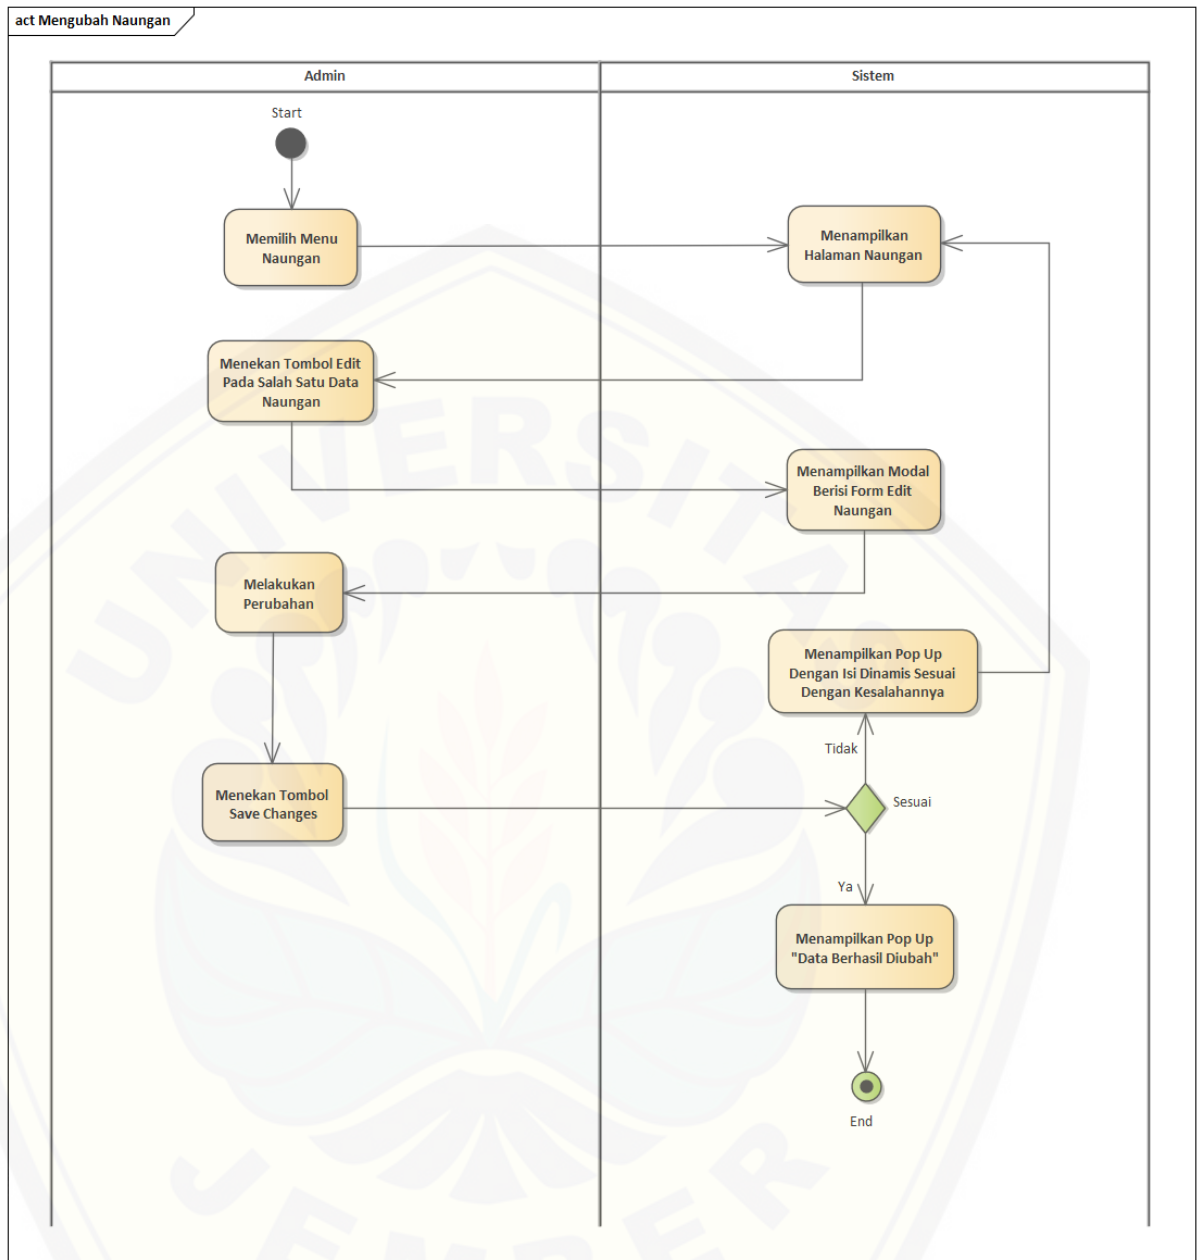 act Mengubah Naungan
Admin
Sistem
Start
Memilih Menu
Naungan
Menampilkan
Halaman Naungan
Menekan Tombol Edit
Pada Salah Satu Data
Naungan
Menampilkan Modal
Berisi Form Edit
Naungan
Melakukan
Perubahan
Menampilkan Pop Up
Dengan Isi Dinamis Sesuai
Dengan Kesalahannya
Tidak
Menekan Tombol
Save Changes
Sesuai
Ya
Menampilkan Pop Up
"Data Berhasil Diubah"
End
UNIVERSITAS
JEMBER